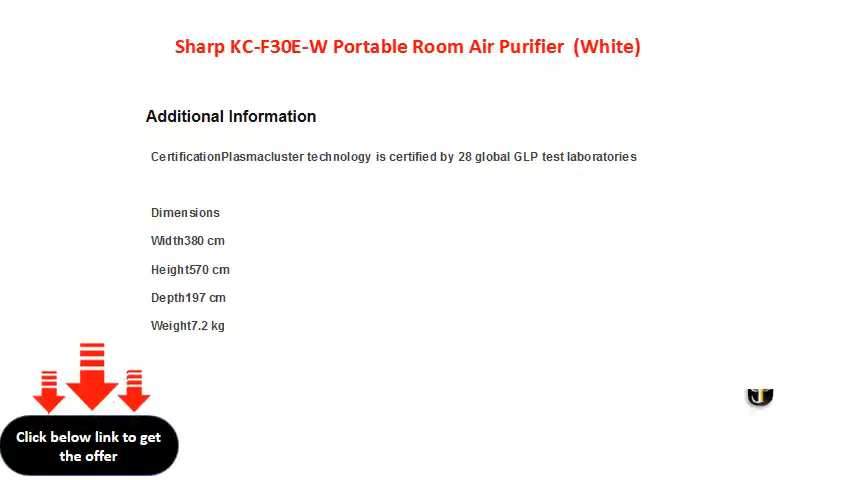 Sharp KC-F30E-W Portable Room Air Purifier (White)
Additional Information
CertificationPlasmacluster technology is certified by 28 global GLP test laboratories
Dimensions
Width380 cm
Height570 cm
Depth197 cm
Weight7.2 kg
Click below link to get
the offer